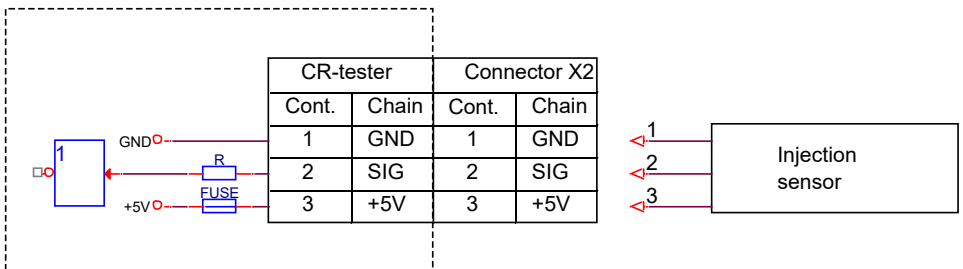 CR-tester Connector X2
Cont. Chain Cont. Chain
GND 1 GND 1 GND 1
1 R 2 SIG 2 SIG 2 Injection
sensor
FUSE
+5V 3 +5V 3 +5V 3